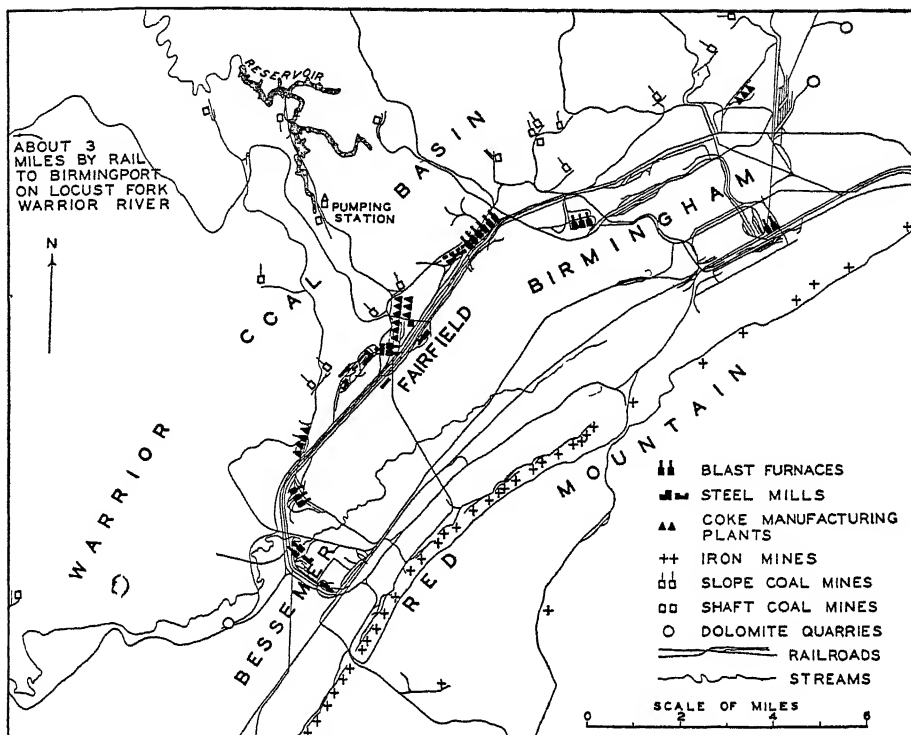 RESERVOIR
ABOUT 3
MILES BY RAIL
TO BIRMINGPORT
ON LOCUST FORK
WARRIOR RIVER
PUMPING
STATION
N
WARRIOR
CCAL
BASIN
BIRMINGHAM
FAIRFIELD
BESSEMER
RED
MOUNTAIN
BLAST FURNACES
STEEL MILLS
COKE MANUFACTURING
PLANTS
IRON MINES
SLOPE COAL MINES
SHAFT COAL MINES
DOLOMITE QUARRIES
RAILROADS
STREAMS
SCALE OF MILES
0 2 4 6